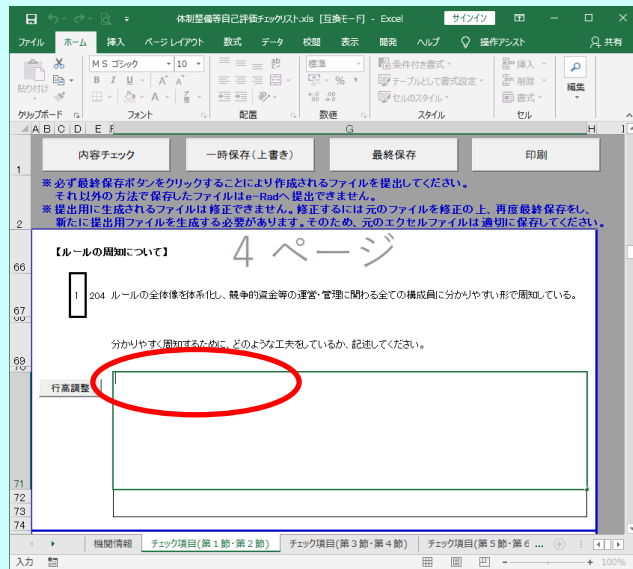 体制整備等自己評価チェックリスト.xls [互換モード] - Excel
サインイン
ファイル ホーム 挿入 ページ レイアウト 数式 データ 校閲 表示 開発 ヘルプ 操作アシスト 共有
貼り付け
クリップボード
ＭＳ ゴシック 10
B I U A A A
フォント
配置
標準
%
数値
条件付き書式
テーブルとして書式設定
セルのスタイル
スタイル
挿入
削除
書式
セル
編集
A B C D E F G H I
1
内容チェック 一時保存(上書き) 最終保存 印刷
※必ず最終保存ボタンをクリックすることにより作成されるファイルを提出してください。
それ以外の方法で保存したファイルはe-Radへ提出できません。
※提出用に生成されるファイルは修正できません。修正するには元のファイルを修正の上、再度最終保存をし、
2 新たに提出用ファイルを生成する必要があります。そのため、元のエクセルファイルは適切に保存してください。
4 ページ
【ルールの周知について】
66
1 204 ルールの全体像を体系化し、競争的資金等の運営・管理に関わる全ての構成員に分かりやすい形で周知している。
67
分かりやすく周知するために、どのような工夫をしているか、記述してください。
69
行高調整
71
72
73
74
機関情報 チェック項目(第１節・第２節) チェック項目(第３節・第４節) チェック項目(第５節・第６ ...
入力 100%